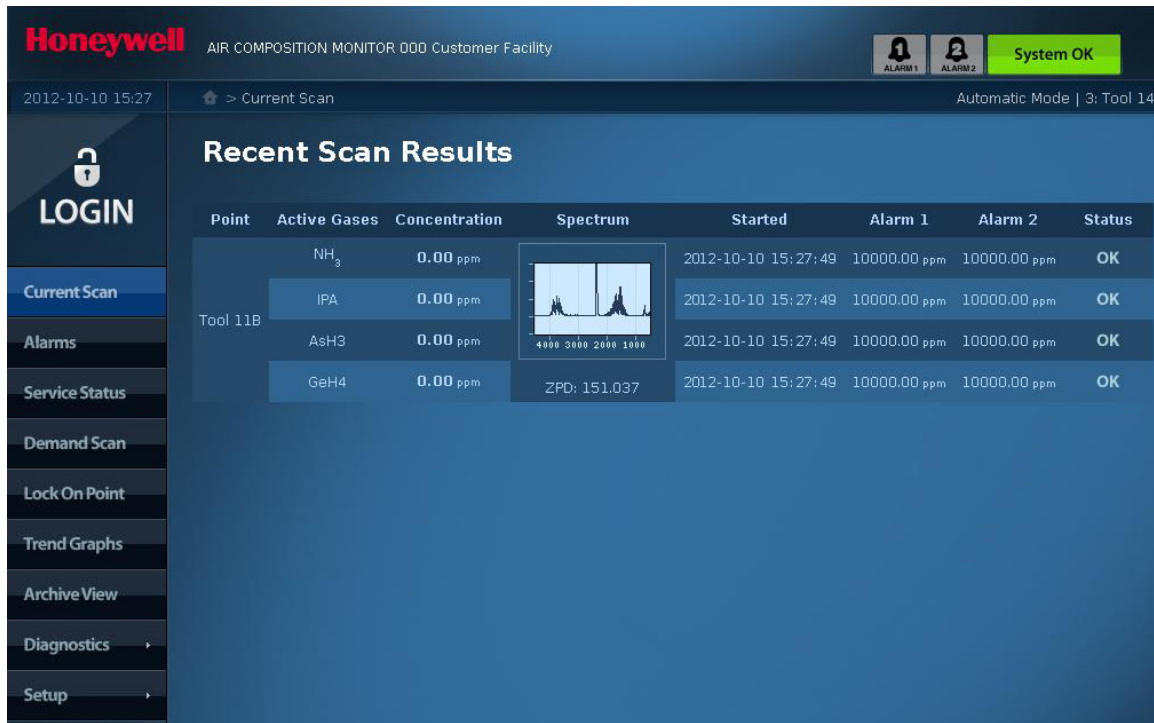 Honeywell AIR COMPOSITION MONITOR 000 Customer Facility 1 ALARM 1 2 ALARM 2 System OK
2012-10-10 15:27 > Current Scan Automatic Mode | 3: Tool 14
LOGIN
Current Scan
Alarms
Service Status
Demand Scan
Lock On Point
Trend Graphs
Archive View
Diagnostics
Setup
Recent Scan Results
Point Active Gases Concentration Spectrum Started Alarm 1 Alarm 2 Status
Tool 11B
NH3 0.00 ppm 2012-10-10 15:27:49 10000.00 ppm 10000.00 ppm OK
IPA 0.00 ppm 2012-10-10 15:27:49 10000.00 ppm 10000.00 ppm OK
AsH3 0.00 ppm 2012-10-10 15:27:49 10000.00 ppm 10000.00 ppm OK
4000 3000 2000 1000
GeH4 0.00 ppm ZPD: 151.037 2012-10-10 15:27:49 10000.00 ppm 10000.00 ppm OK